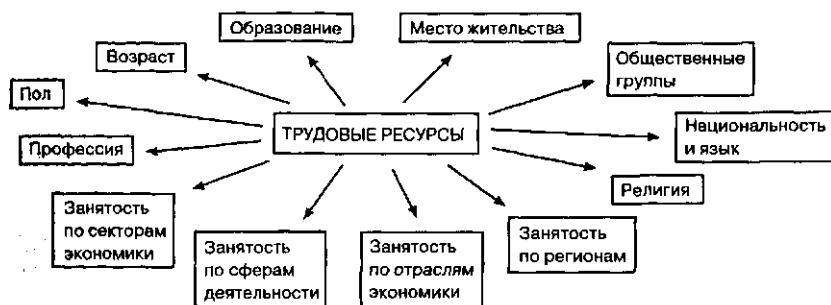 Образование
Место жительства
Возраст
Общественные
группы
Пол
ТРУДОВЫЕ РЕСУРСЫ
Национальность
и язык
Профессия
Религия
Занятость
по секторам
экономики
Занятость
по сферам
деятельности
Занятость
по отраслям
экономики
Занятость
по регионам